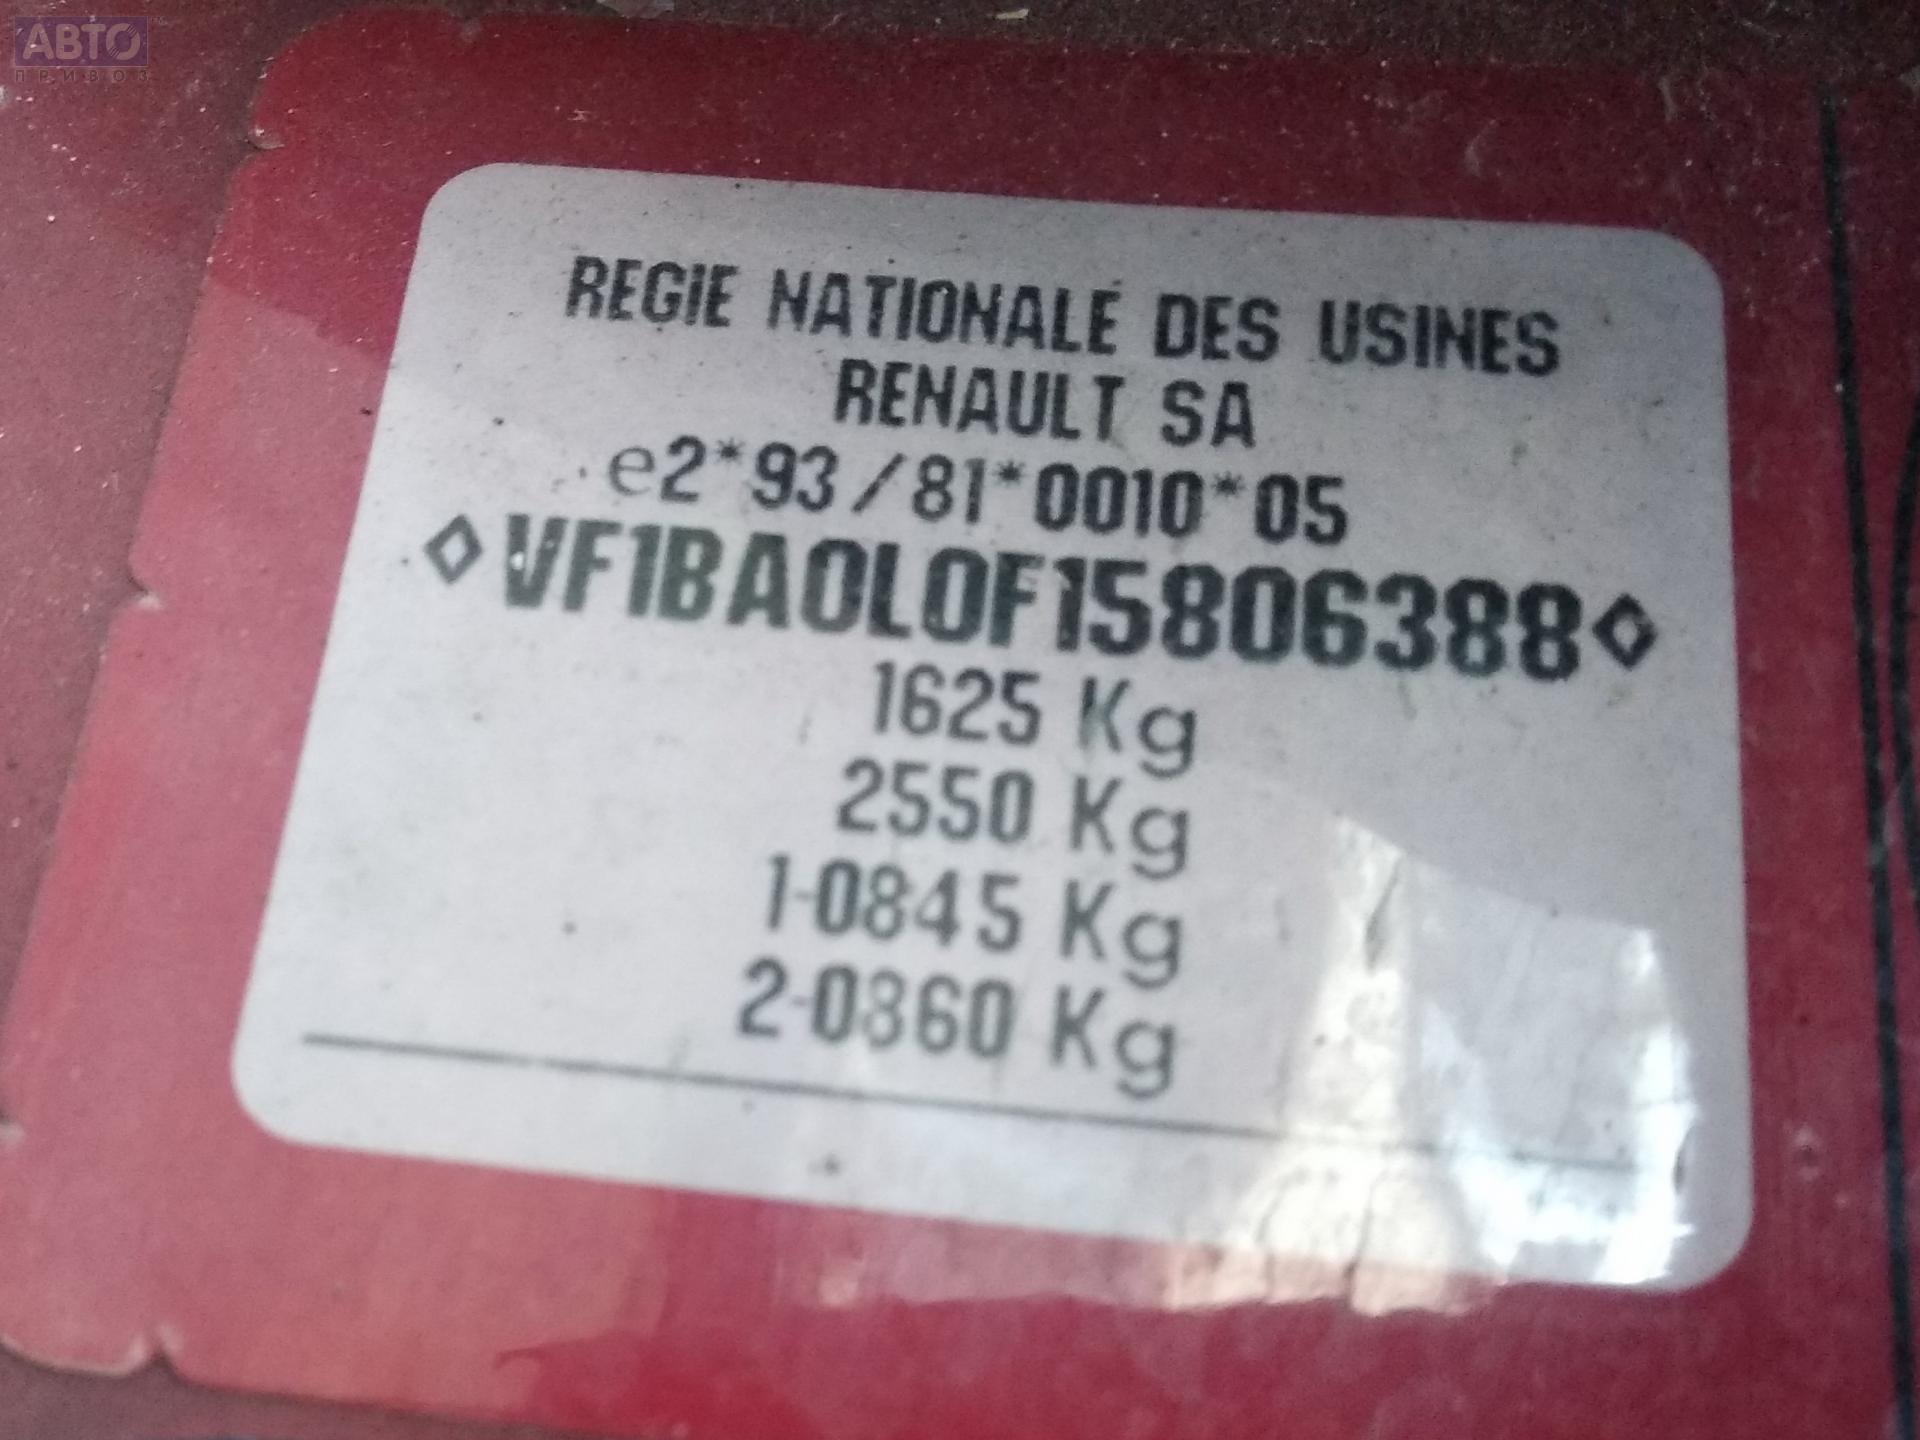 АВТО
ПРИВОЗ
REGIE NATIONALE DES USINES
RENAULT SA
e2*93/81*0010*05
◇VF1BA0L0F15806388◇
1625 Kg
2550 Kg
1-0845 Kg
2-0860 Kg